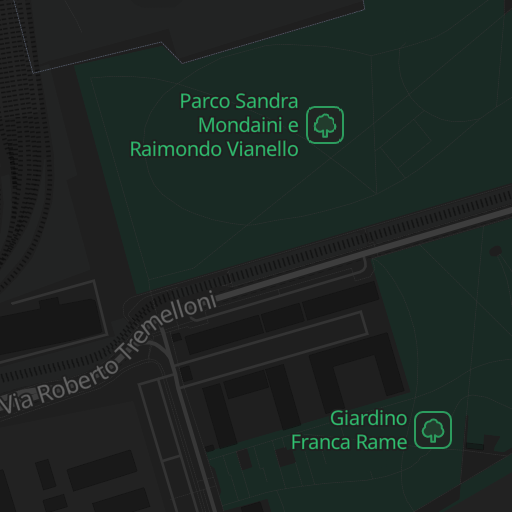 Parco Sandra
Mondaini e
Raimondo Vianello
Via Roberto Tremelloni
Giardino
Franca Rame